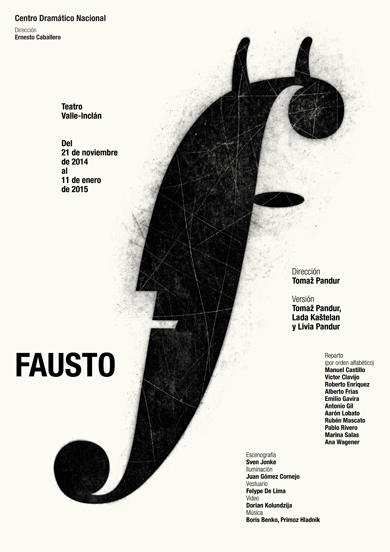 Centro Dramático Nacional
Dirección
Ernesto Caballero
Teatro
Valle-Inclán
Del
21 de noviembre
de 2014
al
11 de enero
de 2015
Dirección
Tomaž Pandur
Versión
Tomaž Pandur,
Lada Kaštelan
y Livia Pandur
FAUSTO
Reparto
(por orden alfabético)
Manuel Castillo
Víctor Clavijo
Roberto Enríquez
Alberto Frías
Emilio Gavira
Antonio Gil
Aarón Lobato
Rubén Mascato
Pablo Rivero
Marina Salas
Ana Wagener
Escenografía
Sven Jonke
Iluminación
Juan Gómez Cornejo
Vestuario
Felype De Lima
Video
Dorian Kolundzija
Música
Boris Benko, Primoz Hladnik